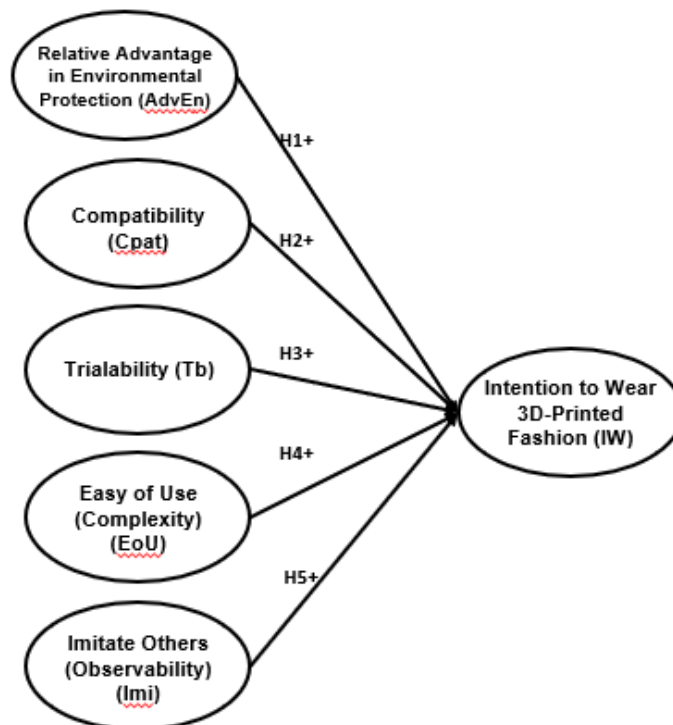 Relative Advantage
in Environmental
Protection (AdvEn)
H1+
Compatibility
(Cpat)
H2+
Trialability (Tb)
H3+
Intention to Wear
3D-Printed
Fashion (IW)
H4+
Easy of Use
(Complexity)
(EoU)
H5+
Imitate Others
(Observability)
(Imi)